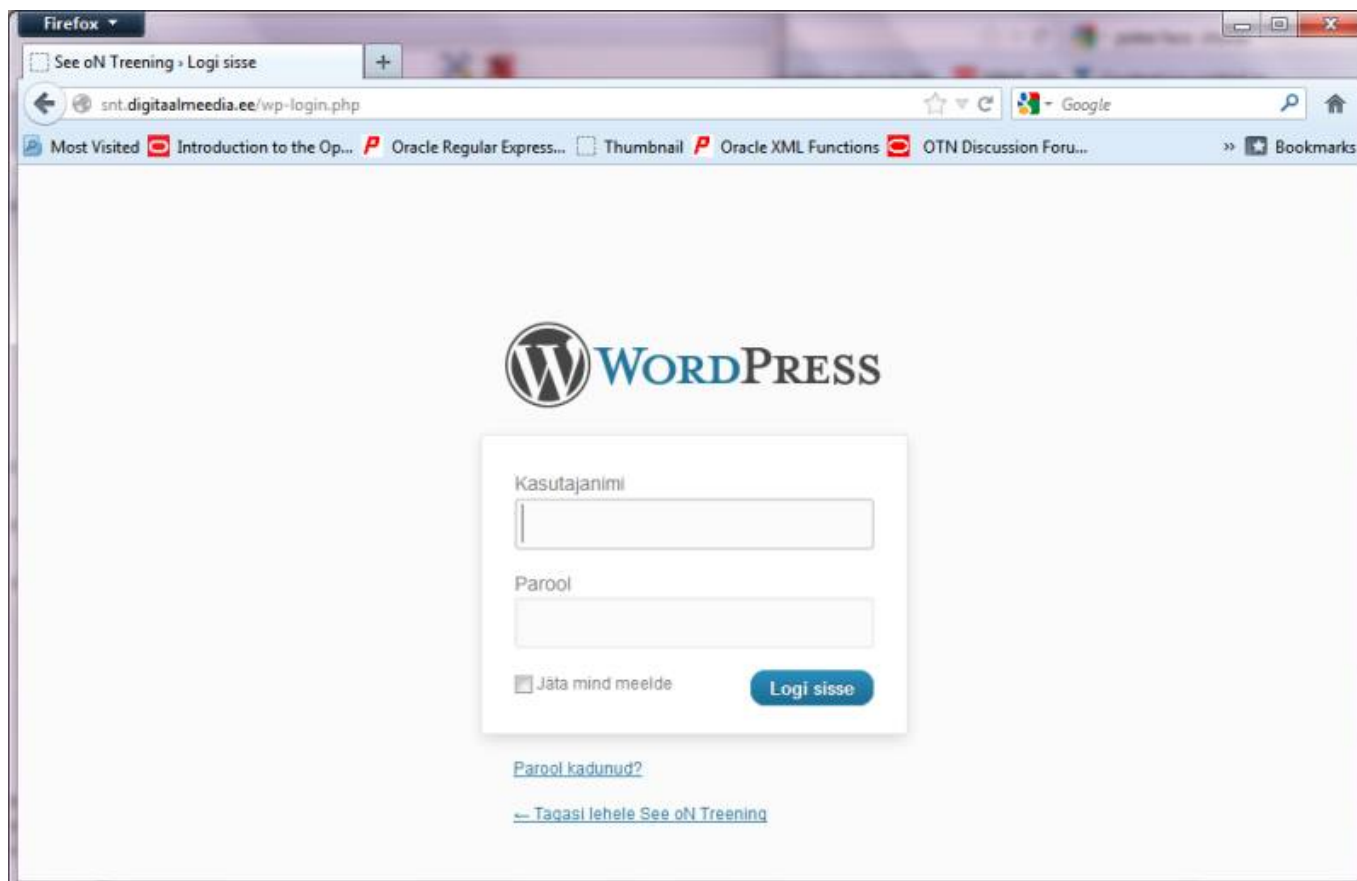 Firefox
See oN Treening › Logi sisse
snt.digitaalmeedia.ee/wp-login.php
Google
Most Visited Introduction to the Op... Oracle Regular Express... Thumbnail Oracle XML Functions OTN Discussion Foru... » Bookmarks
WORDPRESS
Kasutajanimi
Parool
Jäta mind meelde
Logi sisse
Parool kadunud?
← Tagasi lehele See oN Treening